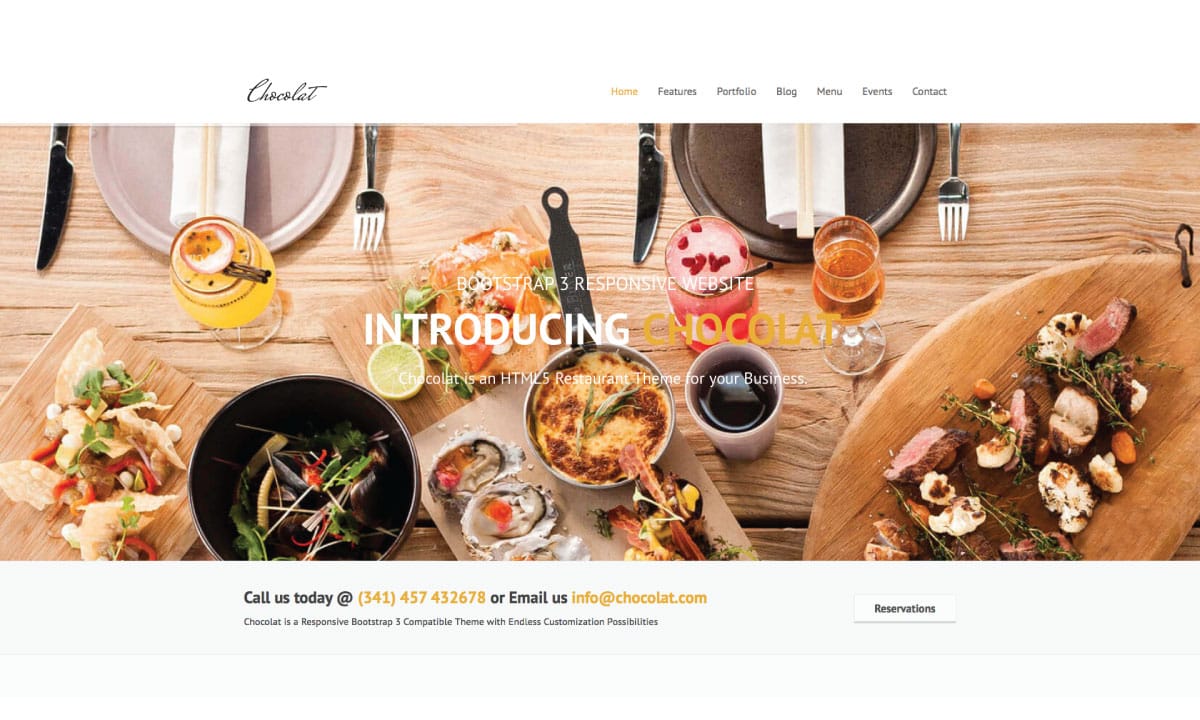 Chocolat
Home Features Portfolio Blog Menu Events Contact
BOOTSTRAP 3 RESPONSIVE WEBSITE
INTRODUCING CHOCOLAT
Chocolat is an HTML5 Restaurant Theme for your Business.
Call us today @ (341) 457 432678 or Email us info@chocolat.com
Chocolat is a Responsive Bootstrap 3 Compatible Theme with Endless Customization Possibilities
Reservations